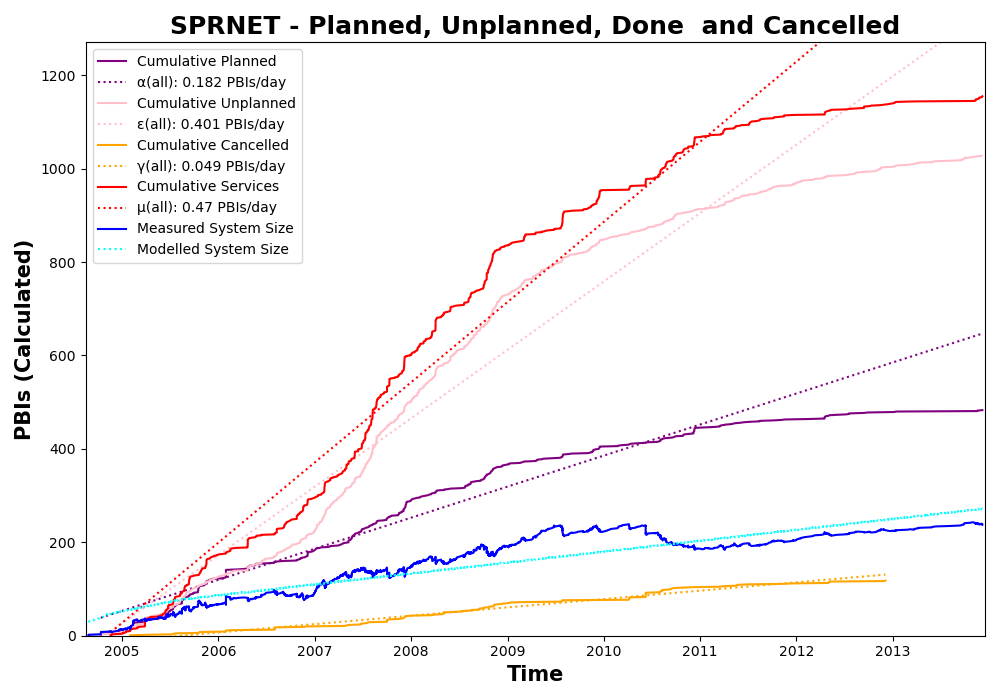 SPRNET - Planned, Unplanned, Done  and Cancelled
PBIs (Calculated)
1200
1000
800
600
400
200
0
Cumulative Planned
α(all): 0.182 PBIs/day
Cumulative Unplanned
ε(all): 0.401 PBIs/day
Cumulative Cancelled
γ(all): 0.049 PBIs/day
Cumulative Services
μ(all): 0.47 PBIs/day
Measured System Size
Modelled System Size
2005 2006 2007 2008 2009 2010 2011 2012 2013
Time